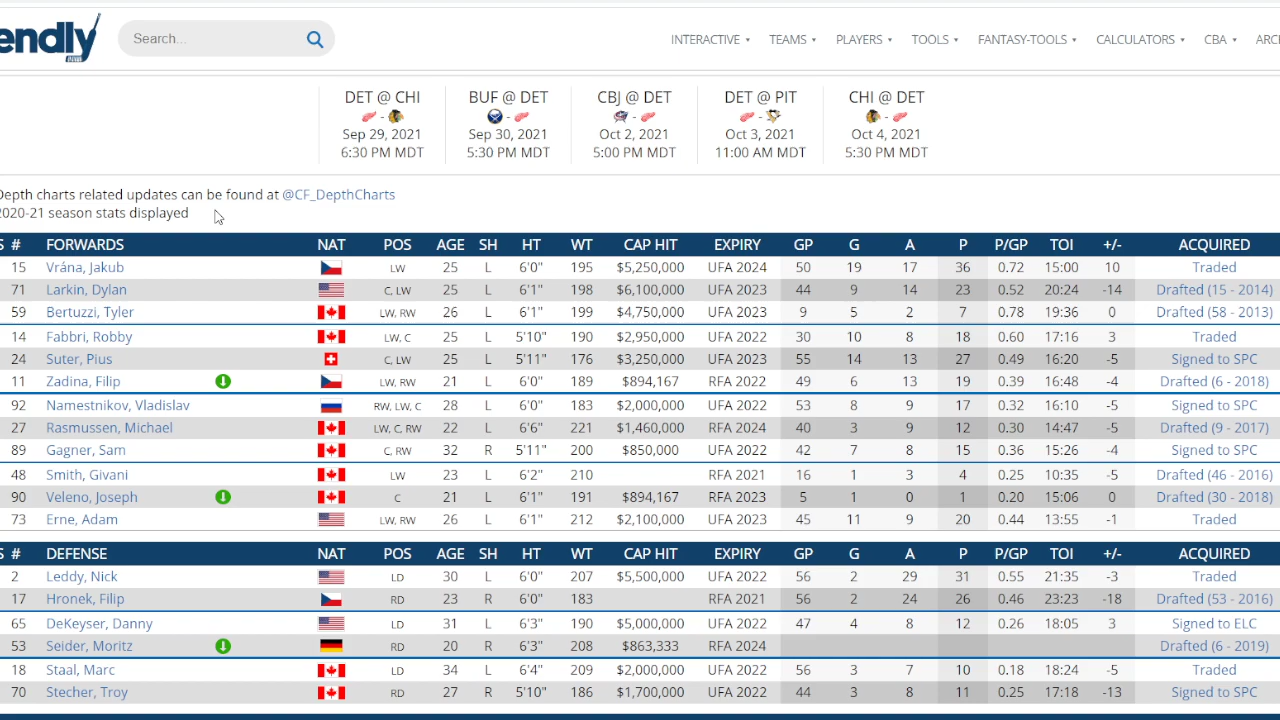 endly
Search...
INTERACTIVE TEAMS PLAYERS TOOLS FANTASY-TOOLS CALCULATORS CBA ARC
DET @ CHI BUF @ DET CBJ @ DET DET @ PIT CHI @ DET
- - - - -
Sep 29, 2021 Sep 30, 2021 Oct 2, 2021 Oct 3, 2021 Oct 4, 2021
6:30 PM MDT 5:30 PM MDT 5:00 PM MDT 11:00 AM MDT 5:30 PM MDT
Depth charts related updates can be found at @CF_DepthCharts
2020-21 season stats displayed
S # FORWARDS NAT POS AGE SH HT WT CAP HIT EXPIRY GP G A P P/GP TOI +/- ACQUIRED
15 Vrána, Jakub LW 25 L 6'0" 195 $5,250,000 UFA 2024 50 19 17 36 0.72 15:00 10 Traded
71 Larkin, Dylan C, LW 25 L 6'1" 198 $6,100,000 UFA 2023 44 9 14 23 0.52 20:24 -14 Drafted (15 - 2014)
59 Bertuzzi, Tyler LW, RW 26 L 6'1" 199 $4,750,000 UFA 2023 9 5 2 7 0.78 19:36 0 Drafted (58 - 2013)
14 Fabbri, Robby LW, C 25 L 5'10" 190 $2,950,000 UFA 2022 30 10 8 18 0.60 17:16 3 Traded
24 Suter, Pius C, LW 25 L 5'11" 176 $3,250,000 UFA 2023 55 14 13 27 0.49 16:20 -5 Signed to SPC
11 Zadina, Filip LW, RW 21 L 6'0" 189 $894,167 RFA 2022 49 6 13 19 0.39 16:48 -4 Drafted (6 - 2018)
92 Namestnikov, Vladislav RW, LW, C 28 L 6'0" 183 $2,000,000 UFA 2022 53 8 9 17 0.32 16:10 -5 Signed to SPC
27 Rasmussen, Michael LW, C, RW 22 L 6'6" 221 $1,460,000 RFA 2024 40 3 9 12 0.30 14:47 -5 Drafted (9 - 2017)
89 Gagner, Sam C, RW 32 R 5'11" 200 $850,000 UFA 2022 42 7 8 15 0.36 15:26 -4 Signed to SPC
48 Smith, Givani LW 23 L 6'2" 210 RFA 2021 16 1 3 4 0.25 10:35 -5 Drafted (46 - 2016)
90 Veleno, Joseph C 21 L 6'1" 191 $894,167 RFA 2023 5 1 0 1 0.20 15:06 0 Drafted (30 - 2018)
73 Erne, Adam LW, RW 26 L 6'1" 212 $2,100,000 UFA 2023 45 11 9 20 0.44 13:55 -1 Traded
S # DEFENSE NAT POS AGE SH HT WT CAP HIT EXPIRY GP G A P P/GP TOI +/- ACQUIRED
2 Leddy, Nick LD 30 L 6'0" 207 $5,500,000 UFA 2022 56 2 29 31 0.55 21:35 -3 Traded
17 Hronek, Filip RD 23 R 6'0" 183 RFA 2021 56 2 24 26 0.46 23:23 -18 Drafted (53 - 2016)
65 DeKeyser, Danny LD 31 L 6'3" 190 $5,000,000 UFA 2022 47 4 8 12 0.26 18:05 3 Signed to ELC
53 Seider, Moritz RD 20 R 6'3" 208 $863,333 RFA 2024 Drafted (6 - 2019)
18 Staal, Marc LD 34 L 6'4" 209 $2,000,000 UFA 2022 56 3 7 10 0.18 18:24 -5 Traded
70 Stecher, Troy RD 27 R 5'10" 186 $1,700,000 UFA 2022 44 3 8 11 0.25 17:18 -13 Signed to SPC